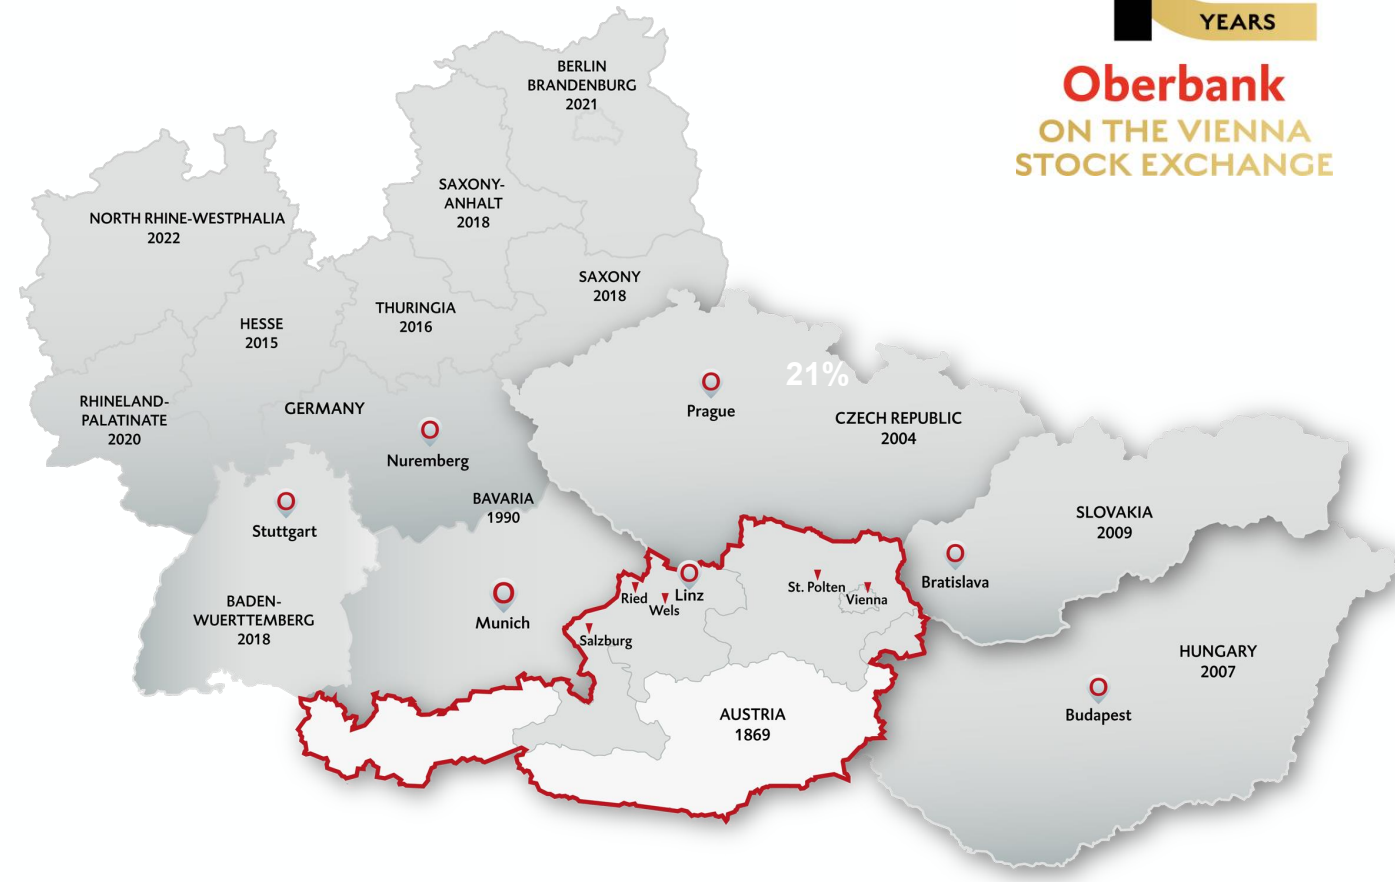 YEARS
Oberbank
ON THE VIENNA
STOCK EXCHANGE
BERLIN
BRANDENBURG
2021
SAXONY-
ANHALT
2018
NORTH RHINE-WESTPHALIA
2022
SAXONY
2018
THURINGIA
2016
HESSE
2015
RHINELAND-
PALATINATE
2020
GERMANY
Nuremberg
21%
Prague
CZECH REPUBLIC
2004
BAVARIA
1990
Stuttgart
SLOVAKIA
2009
Bratislava
BADEN-
WUERTTEMBERG
2018
Munich
Ried
Wels
Linz
St. Polten
Vienna
Salzburg
HUNGARY
2007
Budapest
AUSTRIA
1869